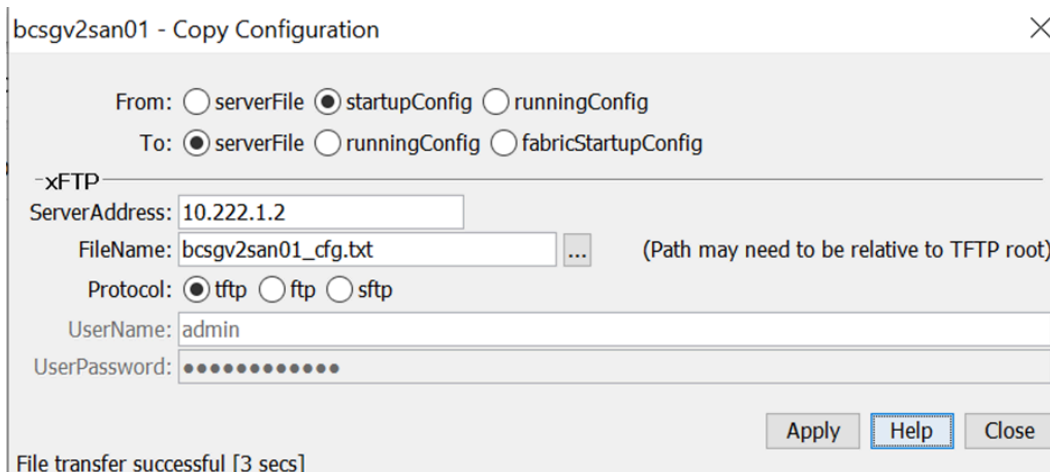 bcsgv2san01 - Copy Configuration
From: serverFile startupConfig runningConfig
To: serverFile runningConfig fabricStartupConfig
xFTP
ServerAddress: 10.222.1.2
FileName: bcsgv2san01_cfg.txt ... (Path may need to be relative to TFTP root)
Protocol: tftp ftp sftp
UserName: admin
UserPassword: ●●●●●●●●●●●●
Apply Help Close
File transfer successful [3 secs]